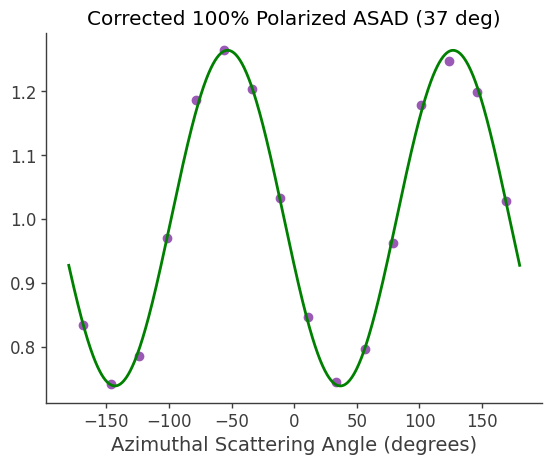 Corrected 100% Polarized ASAD (37 deg)
1.2
1.1
1.0
0.9
0.8
−150 −100 −50 0 50 100 150
Azimuthal Scattering Angle (degrees)